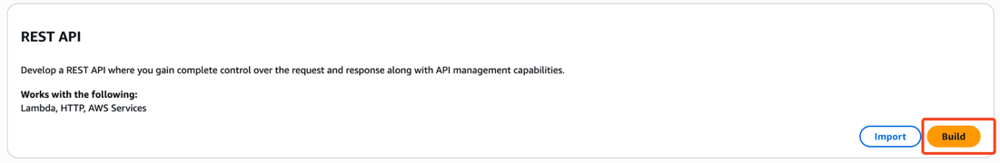 REST API
Develop a REST API where you gain complete control over the request and response along with API management capabilities.
Works with the following:
Lambda, HTTP, AWS Services
Import Build